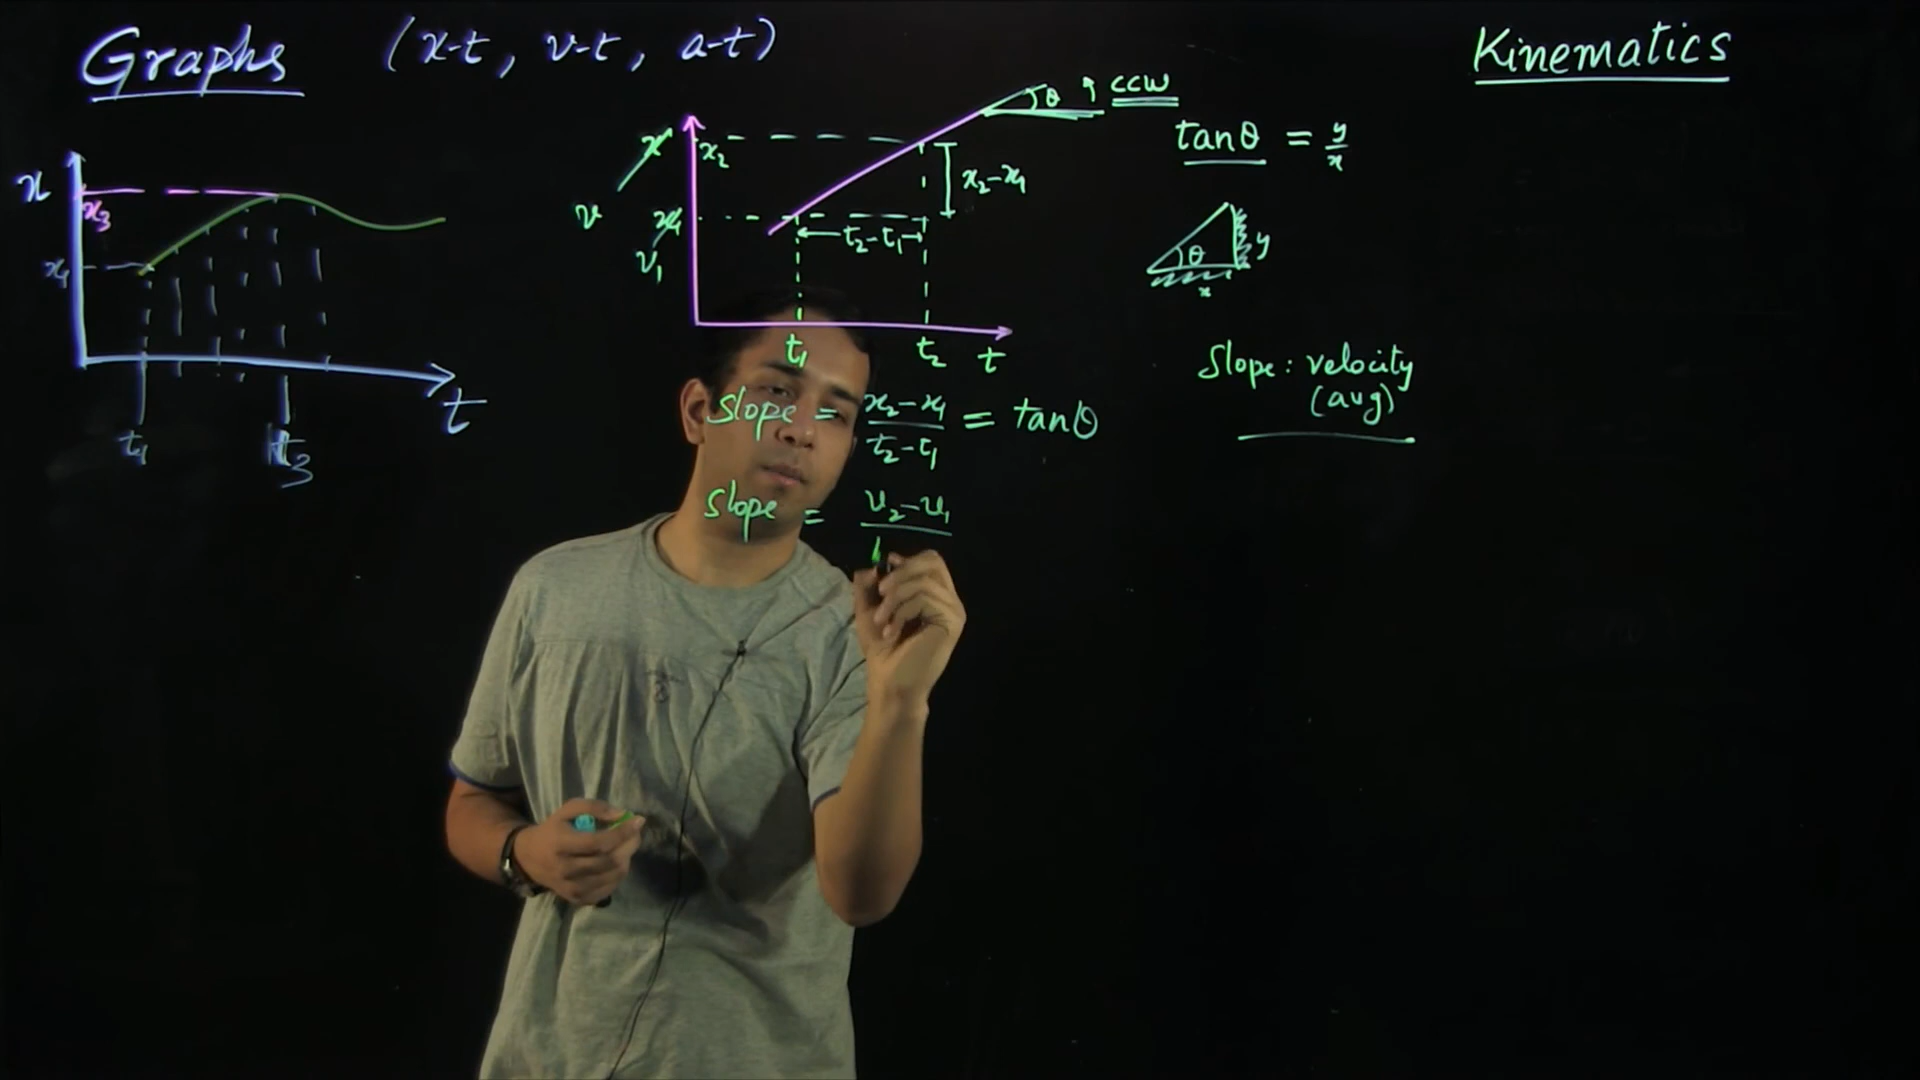 Graphs (x-t, v-t, a-t)
Kinematics
x
x3
x1
t1
t3
t
x
v
x2
x1
v1
t1
t2
t
t2-t1
x2-x1
θ
CCW
tanθ = y/x
θ
y
x
Slope: velocity
(avg)
slope = x2-x1 / t2-t1 = tanθ
slope = v2-v1